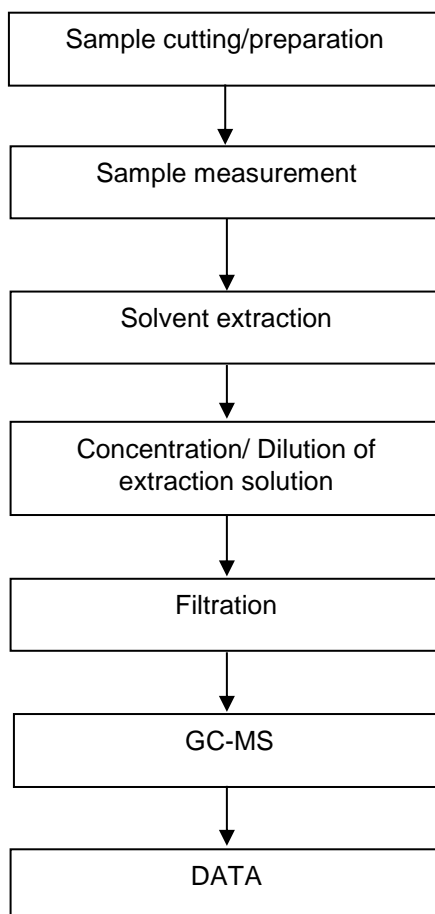 Sample cutting/preparation
Sample measurement
Solvent extraction
Concentration/ Dilution of
extraction solution
Filtration
GC-MS
DATA